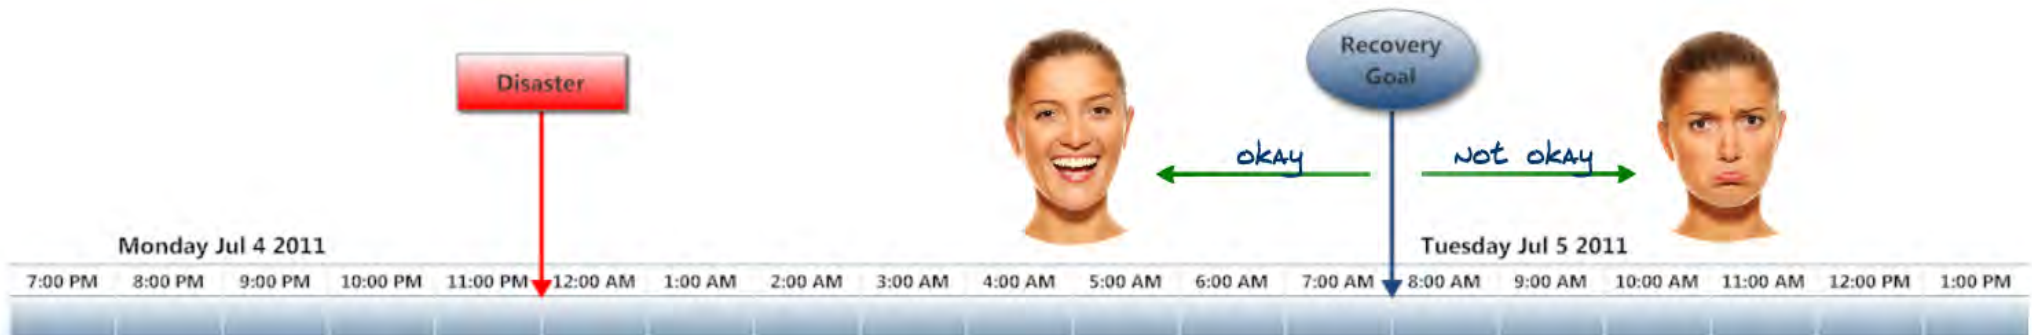 Disaster
Recovery
Goal
okay
Not okay
Monday Jul 4 2011
Tuesday Jul 5 2011
7:00 PM 8:00 PM 9:00 PM 10:00 PM 11:00 PM 12:00 AM 1:00 AM 2:00 AM 3:00 AM 4:00 AM 5:00 AM 6:00 AM 7:00 AM 8:00 AM 9:00 AM 10:00 AM 11:00 AM 12:00 PM 1:00 PM